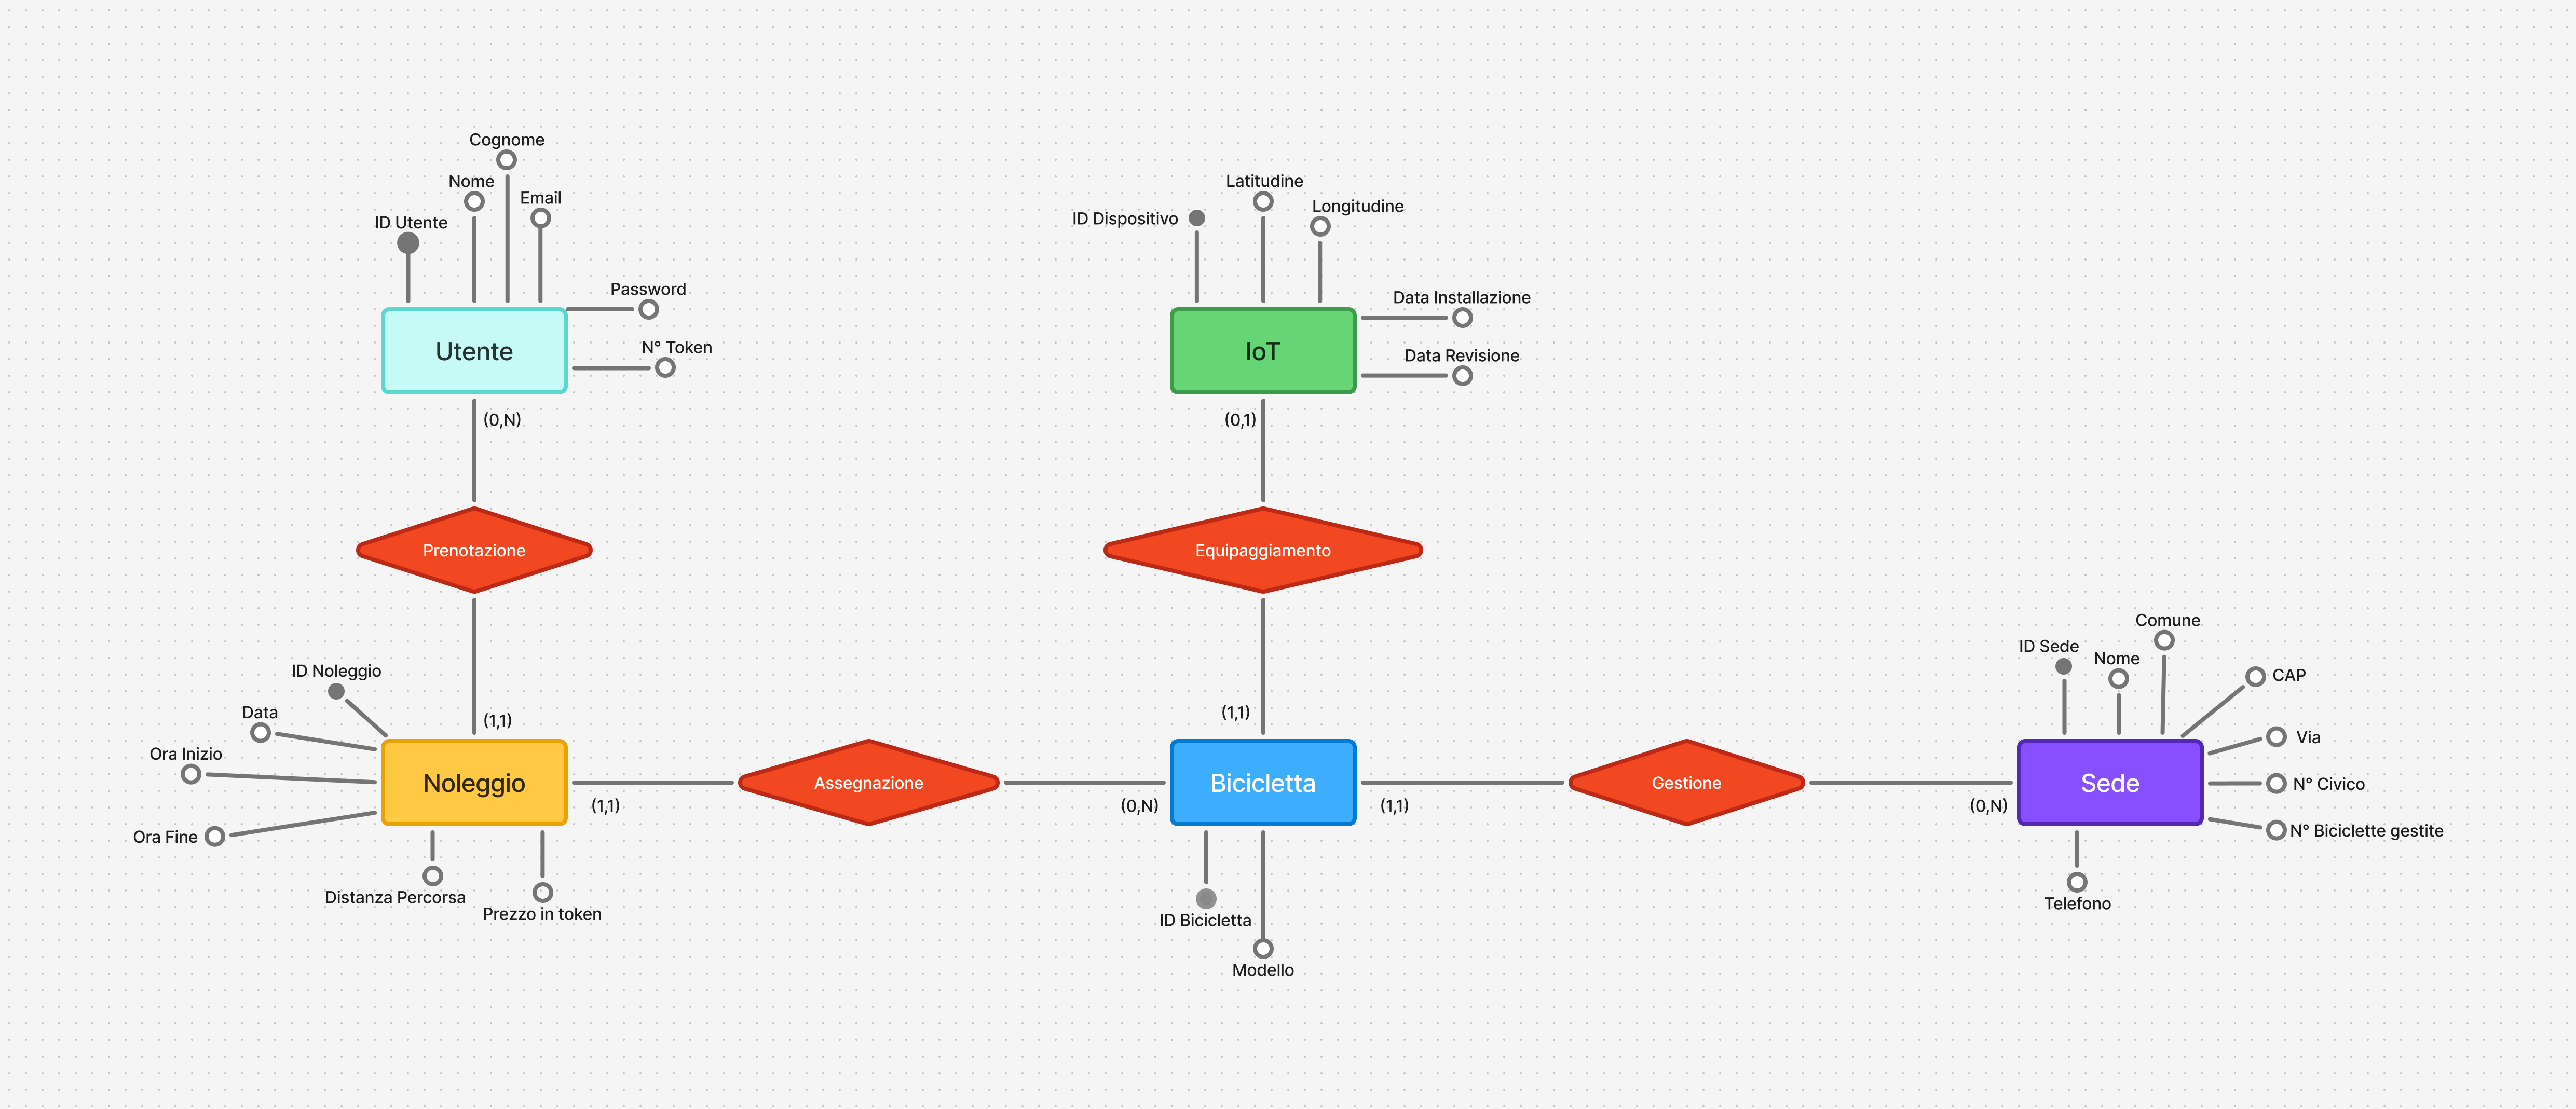 Cognome
Nome
Email
ID Utente
Password
N° Token
Utente
(0,N)
Prenotazione
(1,1)
Latitudine
Longitudine
ID Dispositivo
Data Installazione
Data Revisione
IoT
(0,1)
Equipaggiamento
(1,1)
ID Noleggio
Data
Ora Inizio
Ora Fine
Noleggio
Distanza Percorsa
Prezzo in token
(1,1)
Assegnazione
(0,N)
Bicicletta
ID Bicicletta
Modello
(1,1)
Gestione
(0,N)
Comune
ID Sede
Nome
CAP
Via
Sede
N° Civico
N° Biciclette gestite
Telefono